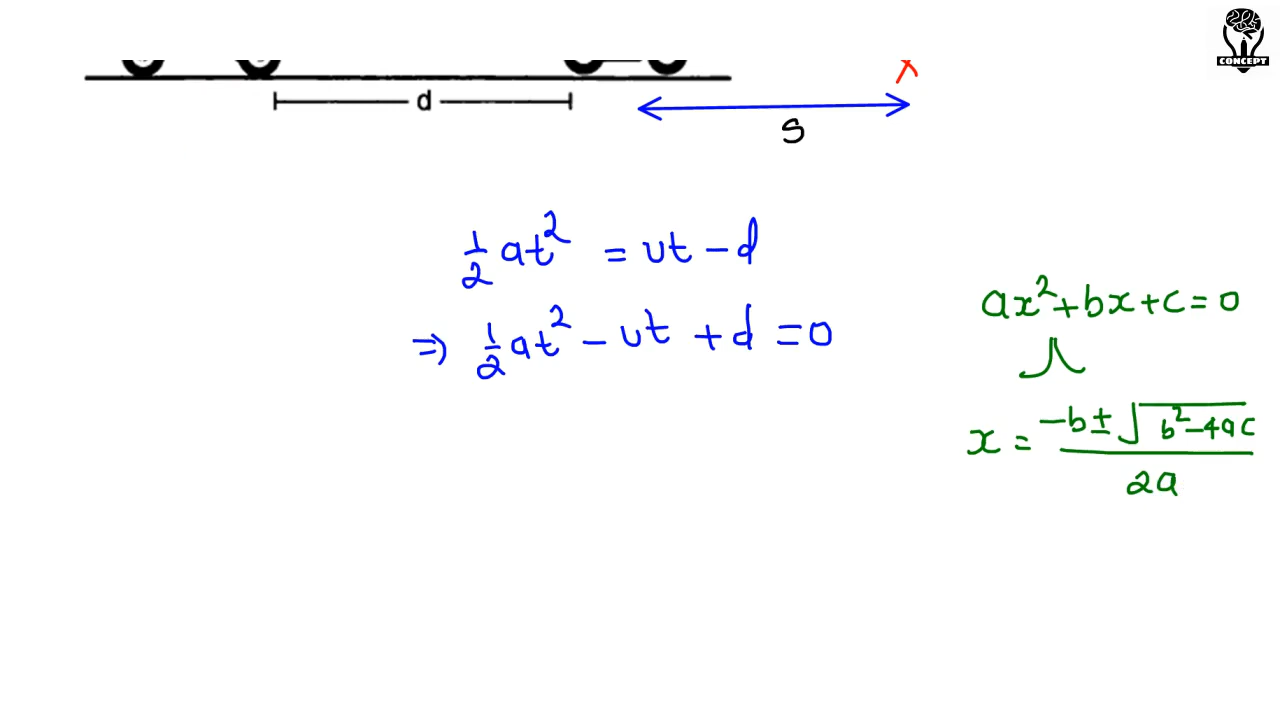 CONCEPT
d
S
½at² = ut - d
⇒ ½at² - ut + d = 0
ax² + bx + c = 0
x = (-b ± √(b² - 4ac)) / 2a